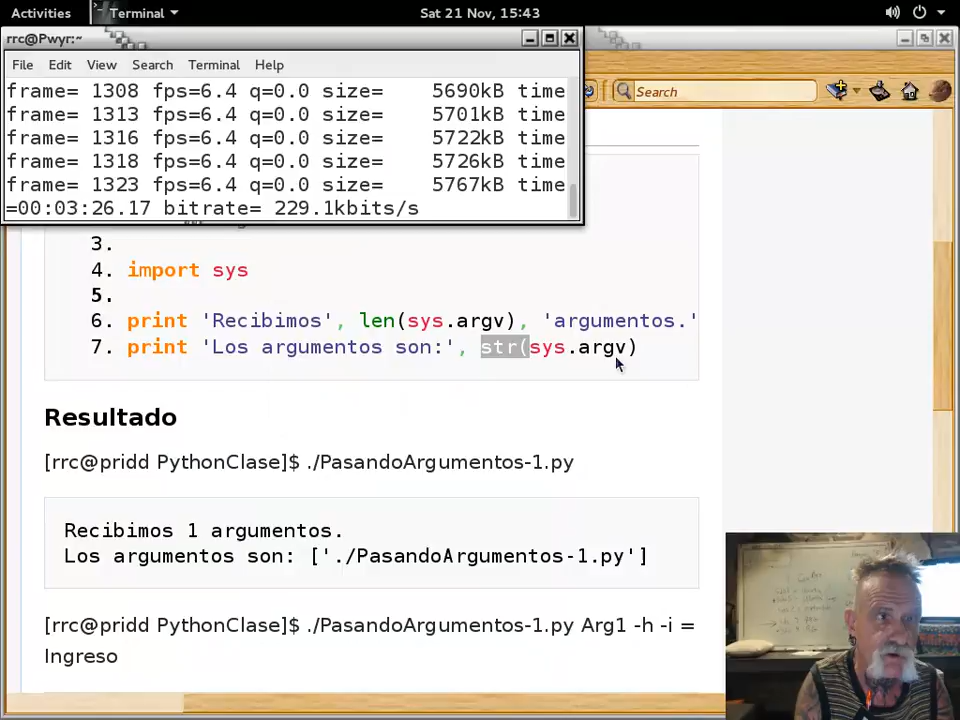 Activities Terminal Sat 21 Nov, 15:43
rrc@Pwyr:~
File Edit View Search Terminal Help
frame= 1308 fps=6.4 q=0.0 size= 5690kB time
frame= 1313 fps=6.4 q=0.0 size= 5701kB time
frame= 1316 fps=6.4 q=0.0 size= 5722kB time
frame= 1318 fps=6.4 q=0.0 size= 5726kB time
frame= 1323 fps=6.4 q=0.0 size= 5767kB time
=00:03:26.17 bitrate= 229.1kbits/s
Search
3.
4. import sys
5.
6. print 'Recibimos', len(sys.argv), 'argumentos.'
7. print 'Los argumentos son:', str(sys.argv)
Resultado
[rrc@pridd PythonClase]$ ./PasandoArgumentos-1.py
Recibimos 1 argumentos.
Los argumentos son: ['./PasandoArgumentos-1.py']
[rrc@pridd PythonClase]$ ./PasandoArgumentos-1.py Arg1 -h -i =
Ingreso